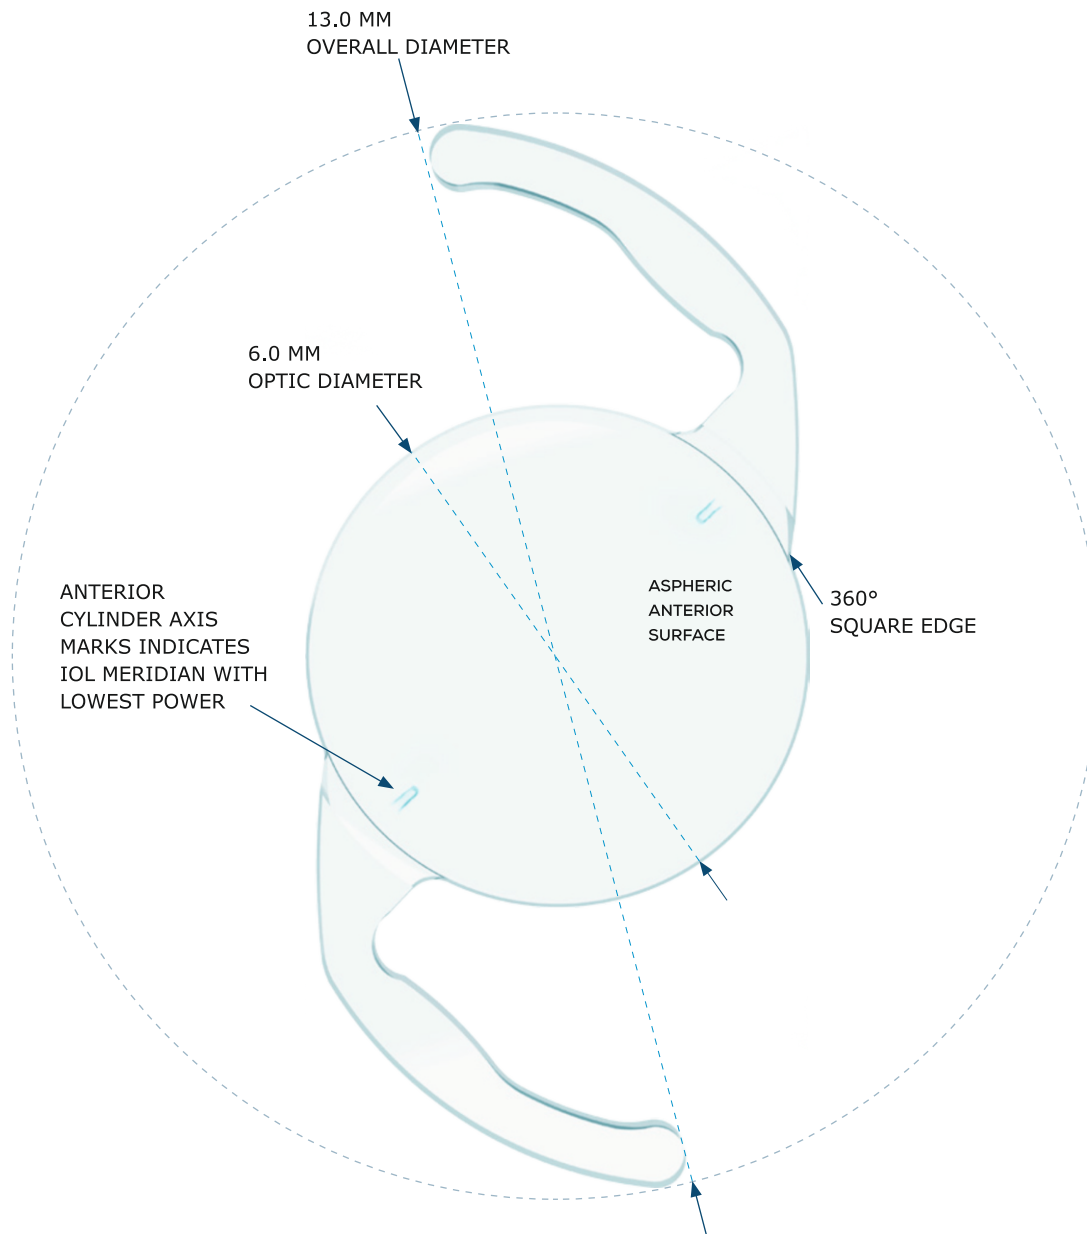 13.0 MM
OVERALL DIAMETER
6.0 MM
OPTIC DIAMETER
ANTERIOR
CYLINDER AXIS
MARKS INDICATES
IOL MERIDIAN WITH
LOWEST POWER
ASPHERIC
ANTERIOR
SURFACE
360°
SQUARE EDGE